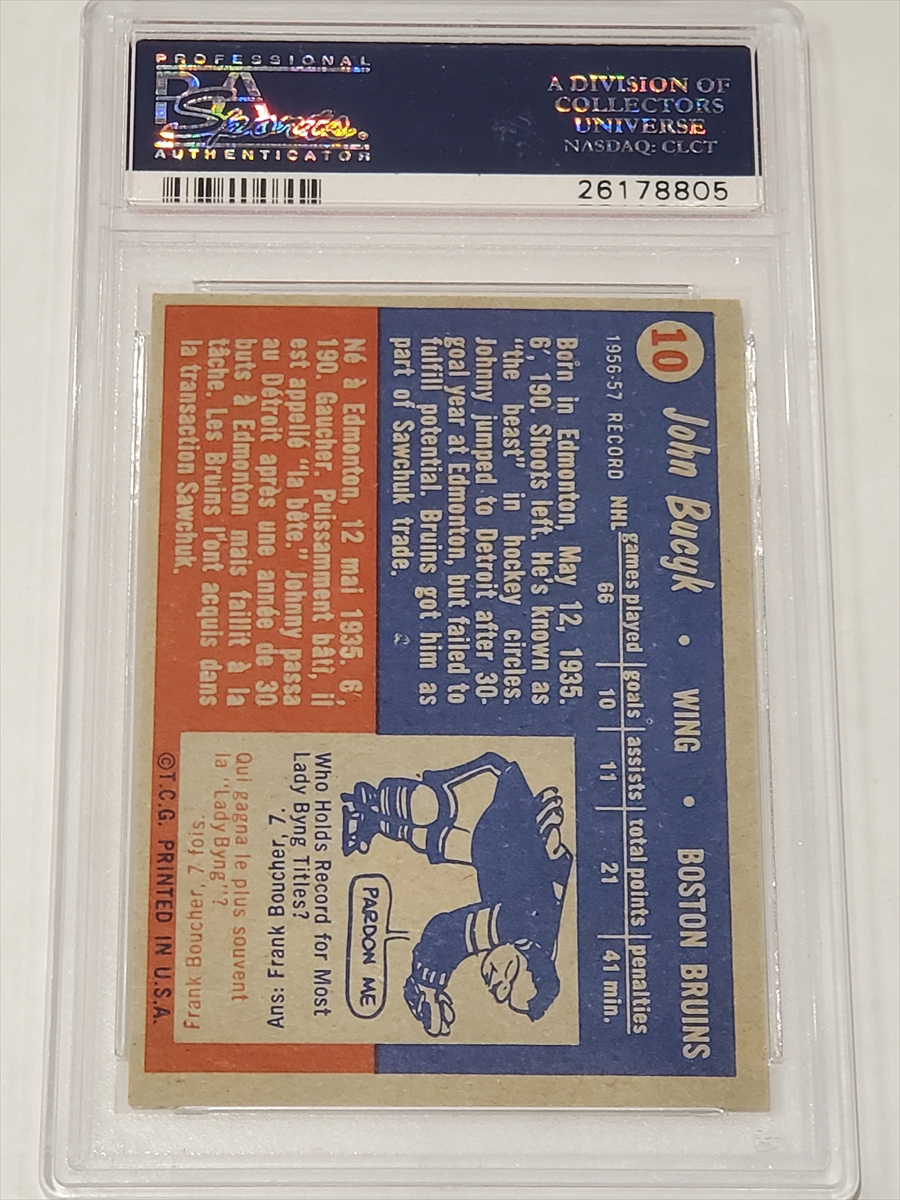 PROFESSIONAL
PSA
Sports.
AUTHENTICATOR
A DIVISION OF
COLLECTORS
UNIVERSE
NASDAQ: CLCT
26178805
10 John Bucyk • WING • BOSTON BRUINS
games played goals assists total points penalties
1956-57 RECORD NHL 66 10 11 21 41 min.
Born in Edmonton, May 12, 1935.
6', 190. Shoots left. He's known as
"the beast" in hockey circles.
Johnny jumped to Detroit after 30-
goal year at Edmonton, but failed to
fulfill potential. Bruins got him as
part of Sawchuk trade.
Né à Edmonton, 12 mai 1935. 6',
190. Gaucher. Puissamment bâti, il
est appellé "la bête." Johnny passa
au Détroit après une année de 30
buts à Edmonton mais faillit à la
tâche. Les Bruins l'ont acquis dans
la transaction Sawchuk.
PARDON ME
Who Holds Record for Most
Lady Byng Titles?
Ans: Frank Boucher, 7.
Qui gagna le plus souvent
la "Lady Byng"?
Frank Boucher, 7 fois.
©T.C.G. PRINTED IN U.S.A.